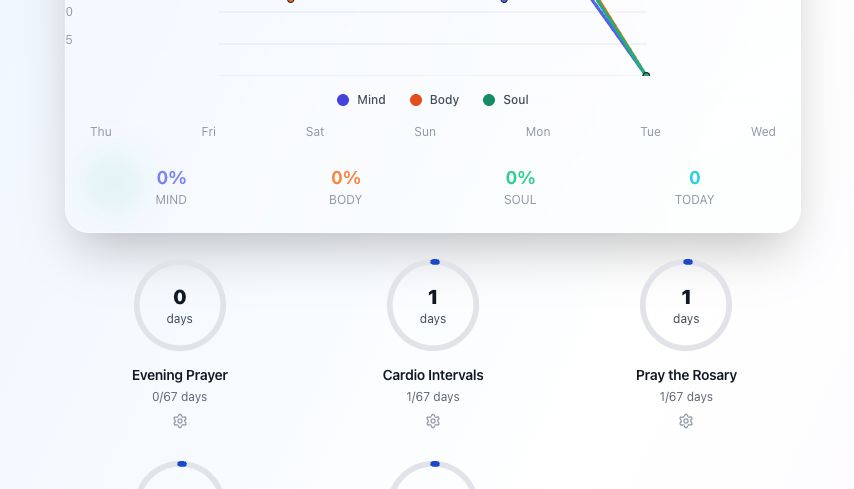 0
5
Mind Body Soul
Thu Fri Sat Sun Mon Tue Wed
0% 0% 0% 0
MIND BODY SOUL TODAY
0 1 1
days days days
Evening Prayer Cardio Intervals Pray the Rosary
0/67 days 1/67 days 1/67 days